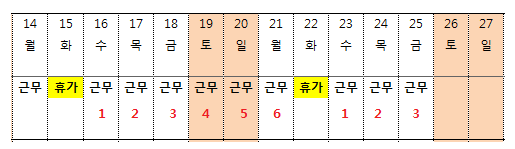 14 15 16 17 18 19 20 21 22 23 24 25 26 27
월 화 수 목 금 토 일 월 화 수 목 금 토 일
근무 휴가 근무 근무 근무 근무 근무 근무 휴가 근무 근무 근무
1 2 3 4 5 6 1 2 3